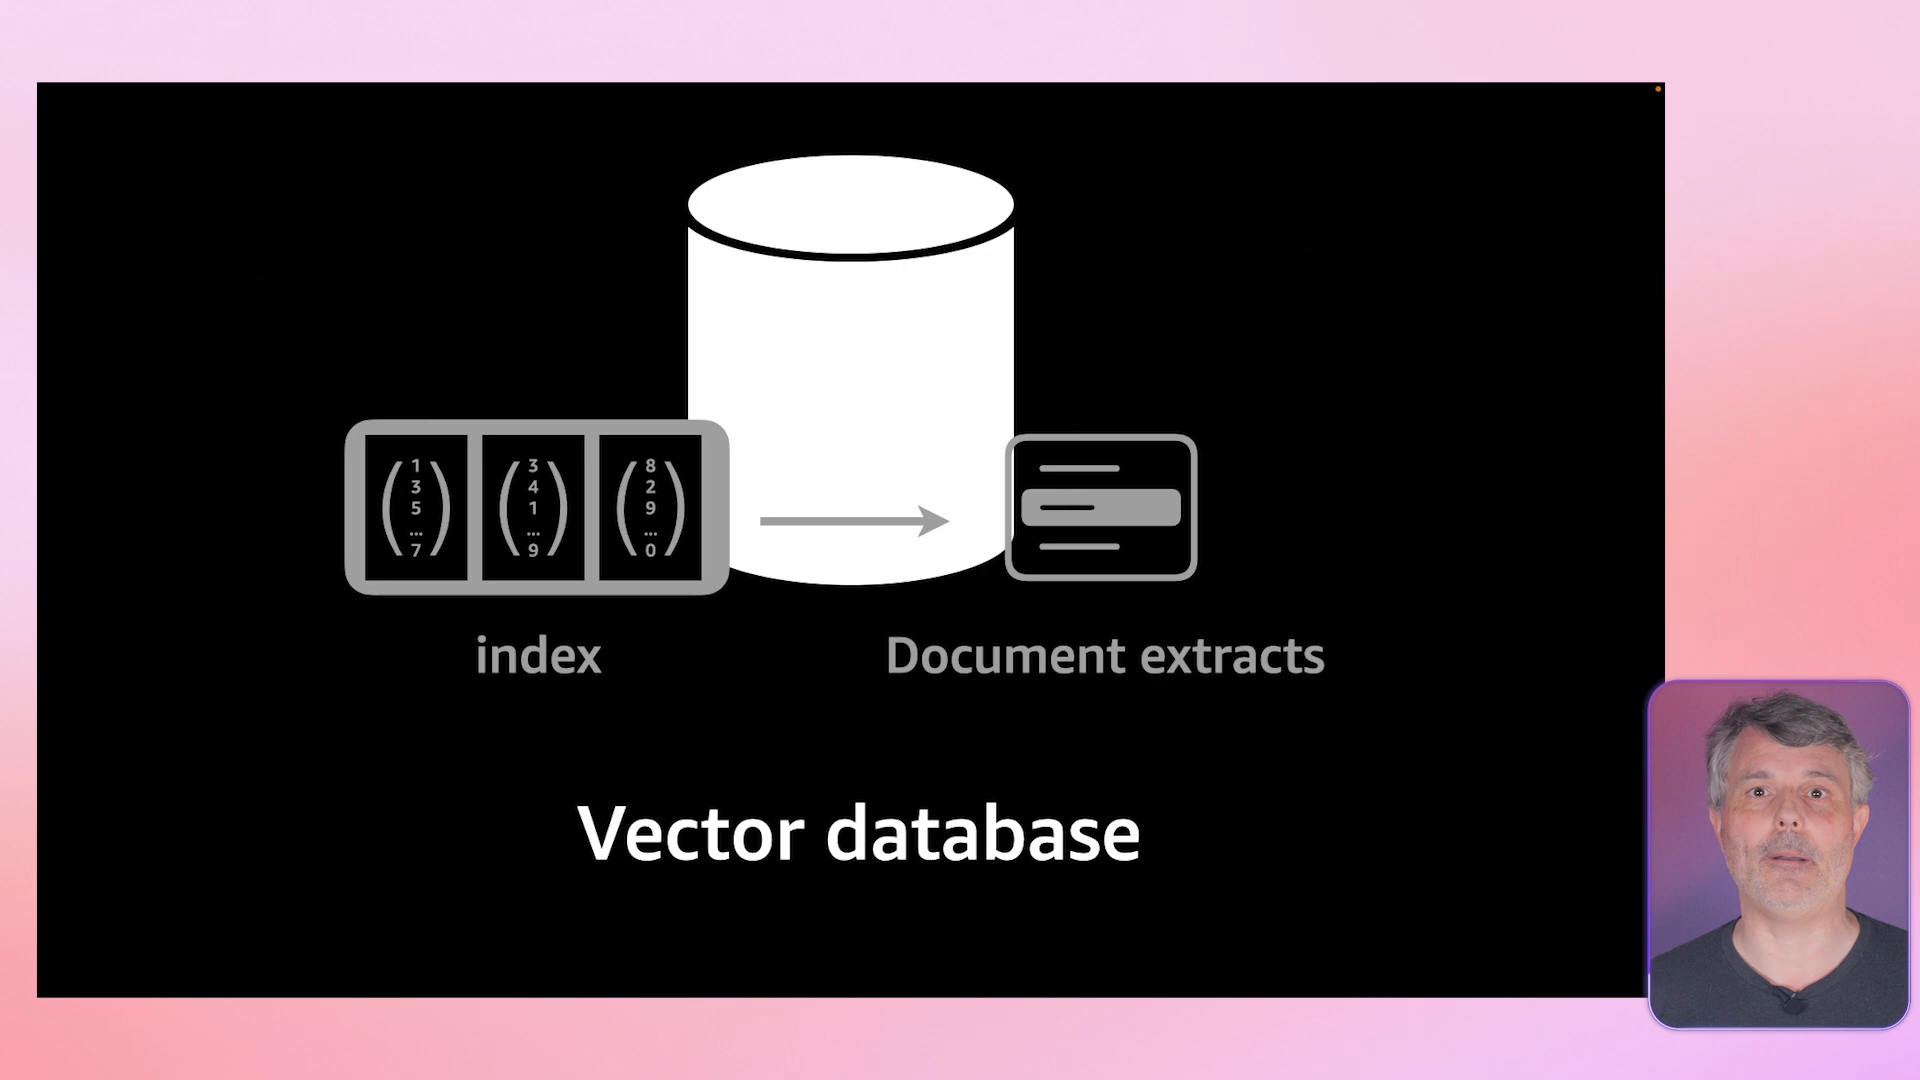 1 3 8
3 4 2
5 1 9
... ... ...
7 9 0
index
Document extracts
Vector database